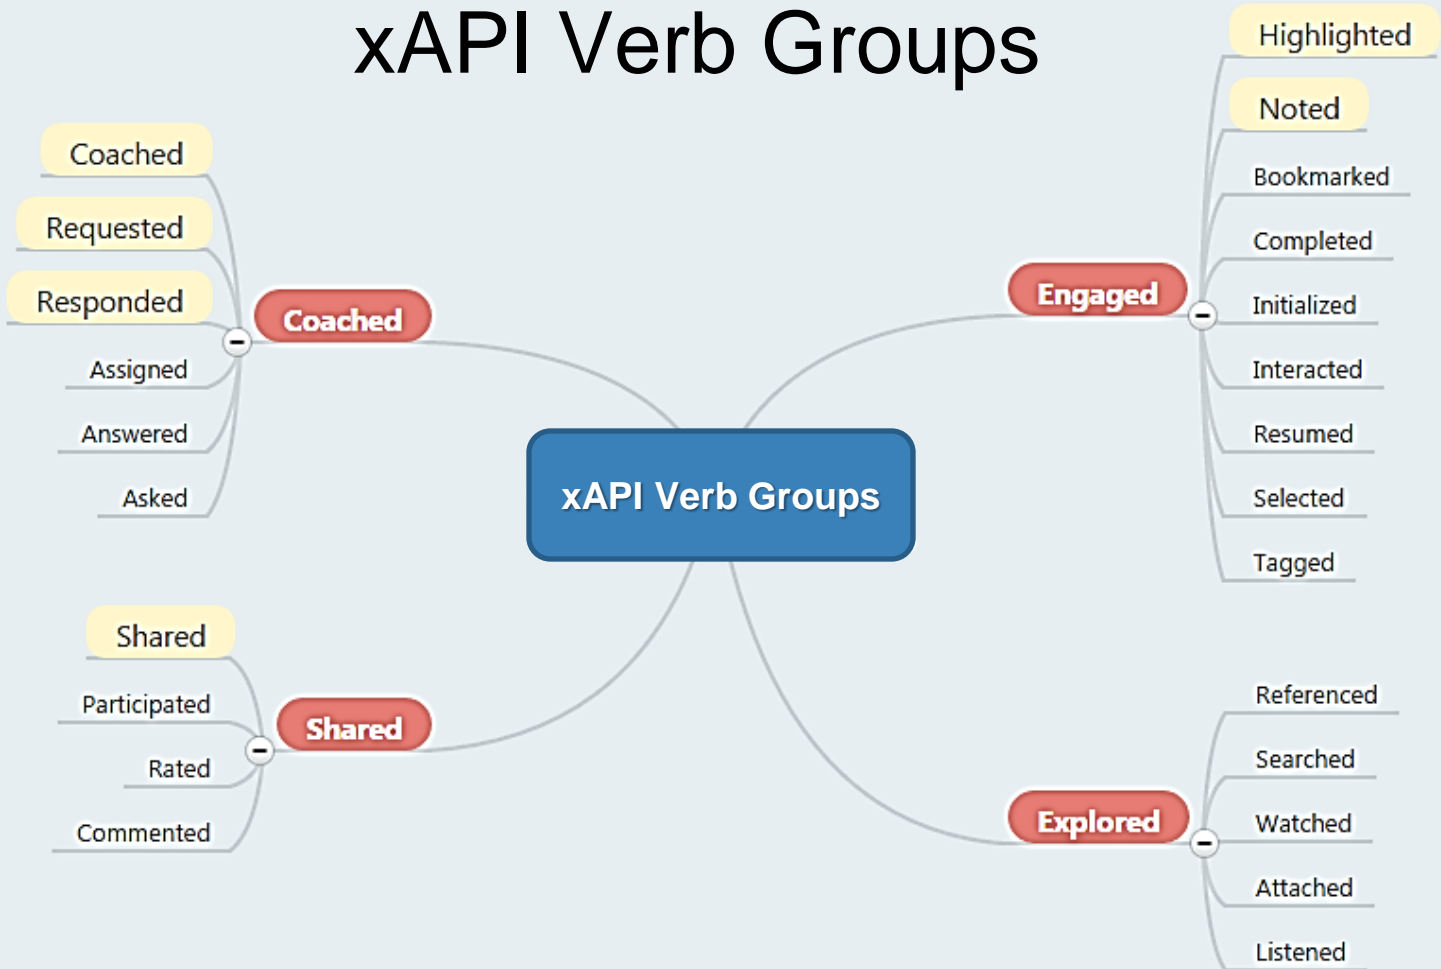 xAPI Verb Groups
Coached
Requested
Responded
Assigned
Answered
Asked
Coached
Shared
Participated
Rated
Commented
Shared
xAPI Verb Groups
Engaged
Highlighted
Noted
Bookmarked
Completed
Initialized
Interacted
Resumed
Selected
Tagged
Explored
Referenced
Searched
Watched
Attached
Listened